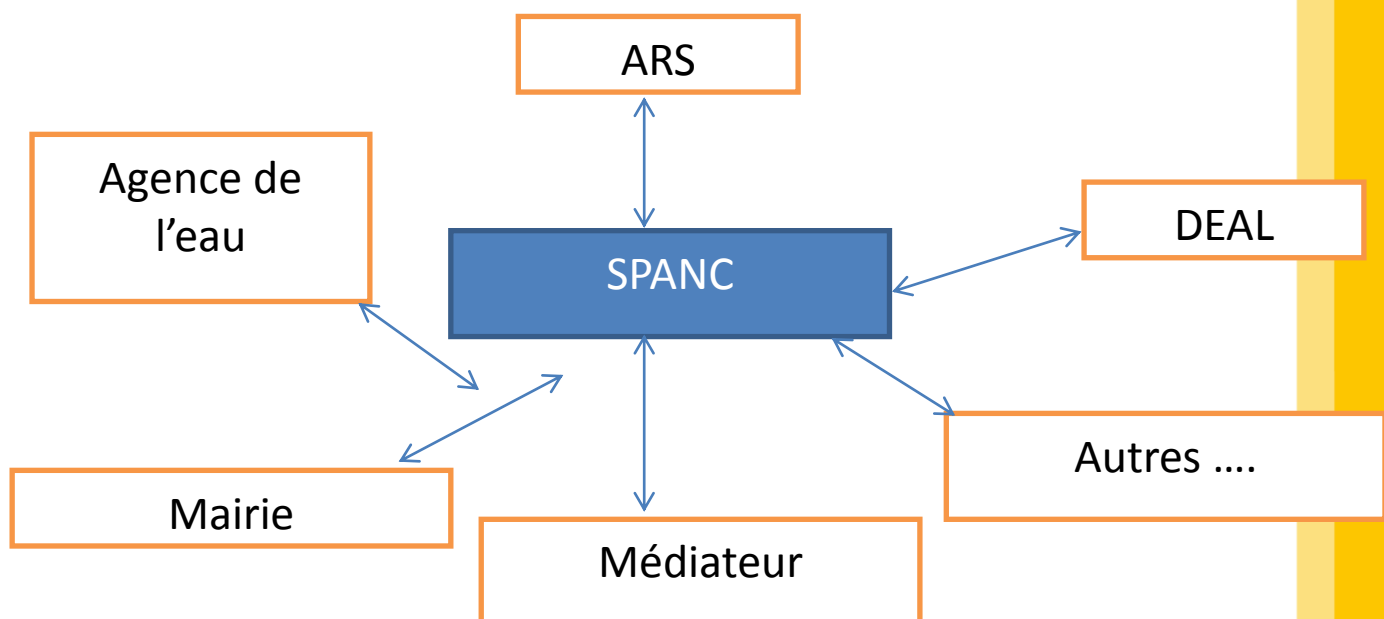 ARS
Agence de
l’eau
DEAL
SPANC
Autres ….
Mairie
Médiateur